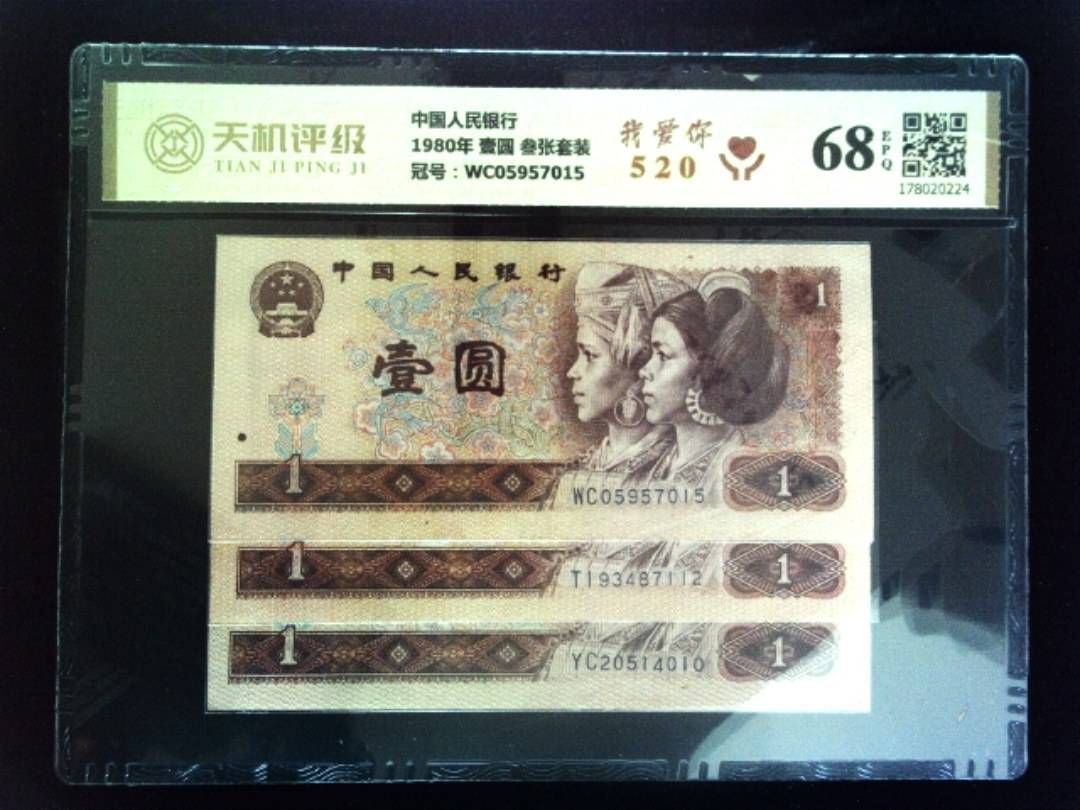 天机评级
TIAN JI PING JI
中国人民银行
1980年 壹圆 叁张套装
冠号：WC05957015
我爱你
520
68
EPQ
178020224
中国人民银行
1
壹圆
1
WC05957015
1
1
TI93487112
1
1
YC20514010
1